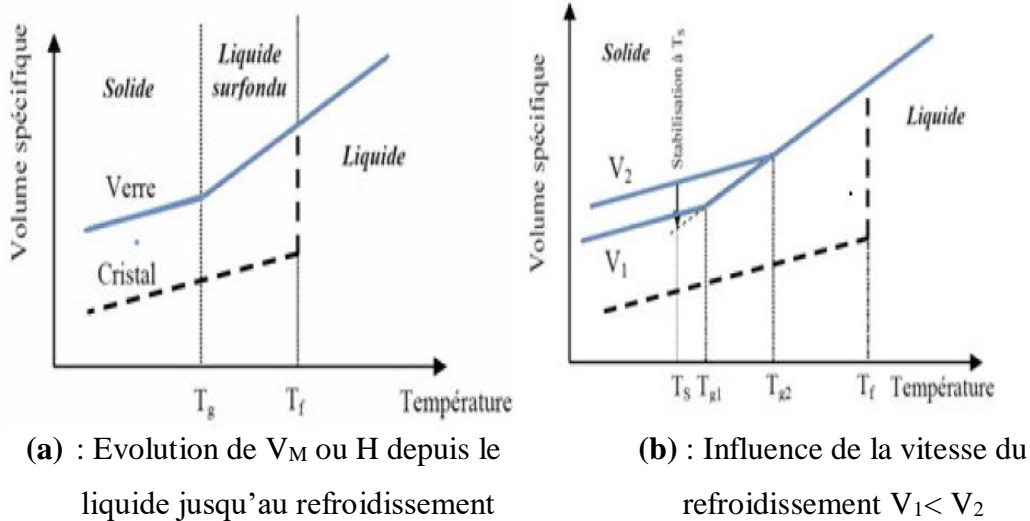 Volume spécifique
Solide
Liquide
surfondu
Liquide
Verre
Cristal
Tg
Tf
Température
(a) : Evolution de VM ou H depuis le
liquide jusqu'au refroidissement
Volume spécifique
Solide
Stabilisation à TS
Liquide
V2
V1
TS
Tg1
Tg2
Tf
Température
(b) : Influence de la vitesse du
refroidissement V1< V2